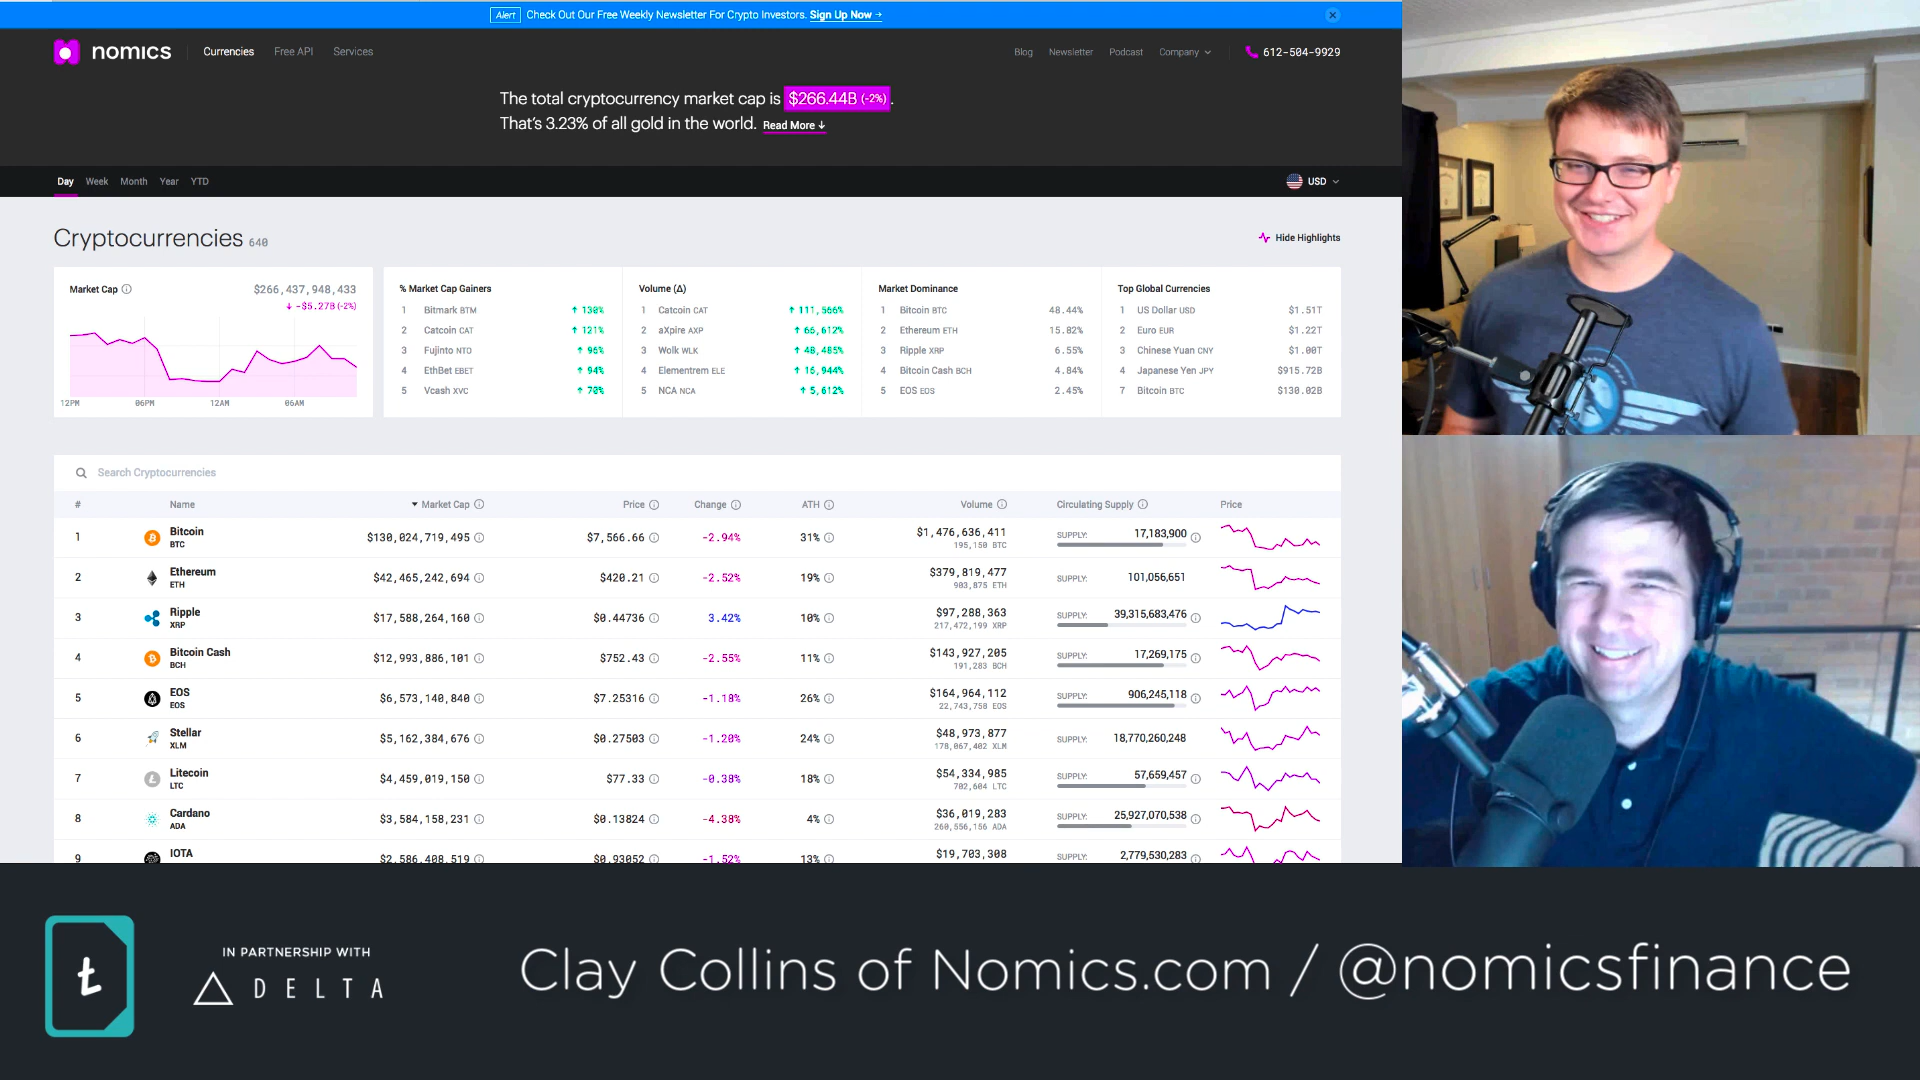 Alert Check Out Our Free Weekly Newsletter For Crypto Investors. Sign Up Now →
nomics Currencies Free API Services Blog Newsletter Podcast Company 612-504-9929
The total cryptocurrency market cap is $266.44B (-2%).
That's 3.23% of all gold in the world. Read More ↓
Day Week Month Year YTD USD
Cryptocurrencies 640 Hide Highlights
Market Cap $266,437,948,433
↓ -$5.27B (-2%)
12PM 06PM 12AM 06AM
% Market Cap Gainers
1 Bitmark BTM ↑ 130%
2 Catcoin CAT ↑ 121%
3 Fujinto NTO ↑ 96%
4 EthBet EBET ↑ 94%
5 Vcash XVC ↑ 70%
Volume (Δ)
1 Catcoin CAT ↑ 111,566%
2 aXpire AXP ↑ 66,612%
3 Wolk WLK ↑ 48,485%
4 Elementrem ELE ↑ 16,944%
5 NCA NCA ↑ 5,612%
Market Dominance
1 Bitcoin BTC 48.44%
2 Ethereum ETH 15.82%
3 Ripple XRP 6.55%
4 Bitcoin Cash BCH 4.84%
5 EOS EOS 2.45%
Top Global Currencies
1 US Dollar USD $1.51T
2 Euro EUR $1.22T
3 Chinese Yuan CNY $1.00T
4 Japanese Yen JPY $915.72B
7 Bitcoin BTC $130.02B
Search Cryptocurrencies
# Name Market Cap Price Change ATH Volume Circulating Supply Price
1 Bitcoin $130,024,719,495 $7,566.66 -2.94% 31% $1,476,636,411 SUPPLY: 17,183,900
BTC 195,150 BTC
2 Ethereum $42,465,242,694 $420.21 -2.52% 19% $379,819,477 SUPPLY: 101,056,651
ETH 903,875 ETH
3 Ripple $17,588,264,160 $0.44736 3.42% 10% $97,288,363 SUPPLY: 39,315,683,476
XRP 217,472,199 XRP
4 Bitcoin Cash $12,993,886,101 $752.43 -2.55% 11% $143,927,205 SUPPLY: 17,269,175
BCH 191,283 BCH
5 EOS $6,573,140,840 $7.25316 -1.18% 26% $164,964,112 SUPPLY: 906,245,118
EOS 22,743,758 EOS
6 Stellar $5,162,384,676 $0.27503 -1.20% 24% $48,973,877 SUPPLY: 18,770,260,248
XLM 178,067,402 XLM
7 Litecoin $4,459,019,150 $77.33 -0.38% 18% $54,334,985 SUPPLY: 57,659,457
LTC 702,604 LTC
8 Cardano $3,584,158,231 $0.13824 -4.38% 4% $36,019,283 SUPPLY: 25,927,070,538
ADA 260,556,156 ADA
9 IOTA $2,586,408,519 $0.93052 -1.52% 13% $19,703,308 SUPPLY: 2,779,530,283
IN PARTNERSHIP WITH
DELTA
Clay Collins of Nomics.com / @nomicsfinance